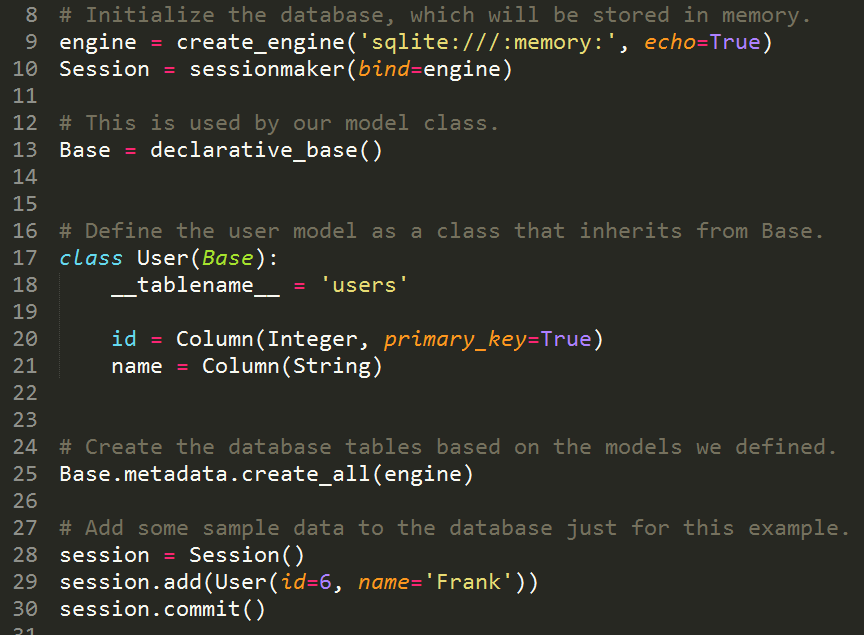 8 # Initialize the database, which will be stored in memory.
9 engine = create_engine('sqlite:///:memory:', echo=True)
10 Session = sessionmaker(bind=engine)
11
12 # This is used by our model class.
13 Base = declarative_base()
14
15
16 # Define the user model as a class that inherits from Base.
17 class User(Base):
18     __tablename__ = 'users'
19
20     id = Column(Integer, primary_key=True)
21     name = Column(String)
22
23
24 # Create the database tables based on the models we defined.
25 Base.metadata.create_all(engine)
26
27 # Add some sample data to the database just for this example.
28 session = Session()
29 session.add(User(id=6, name='Frank'))
30 session.commit()
31